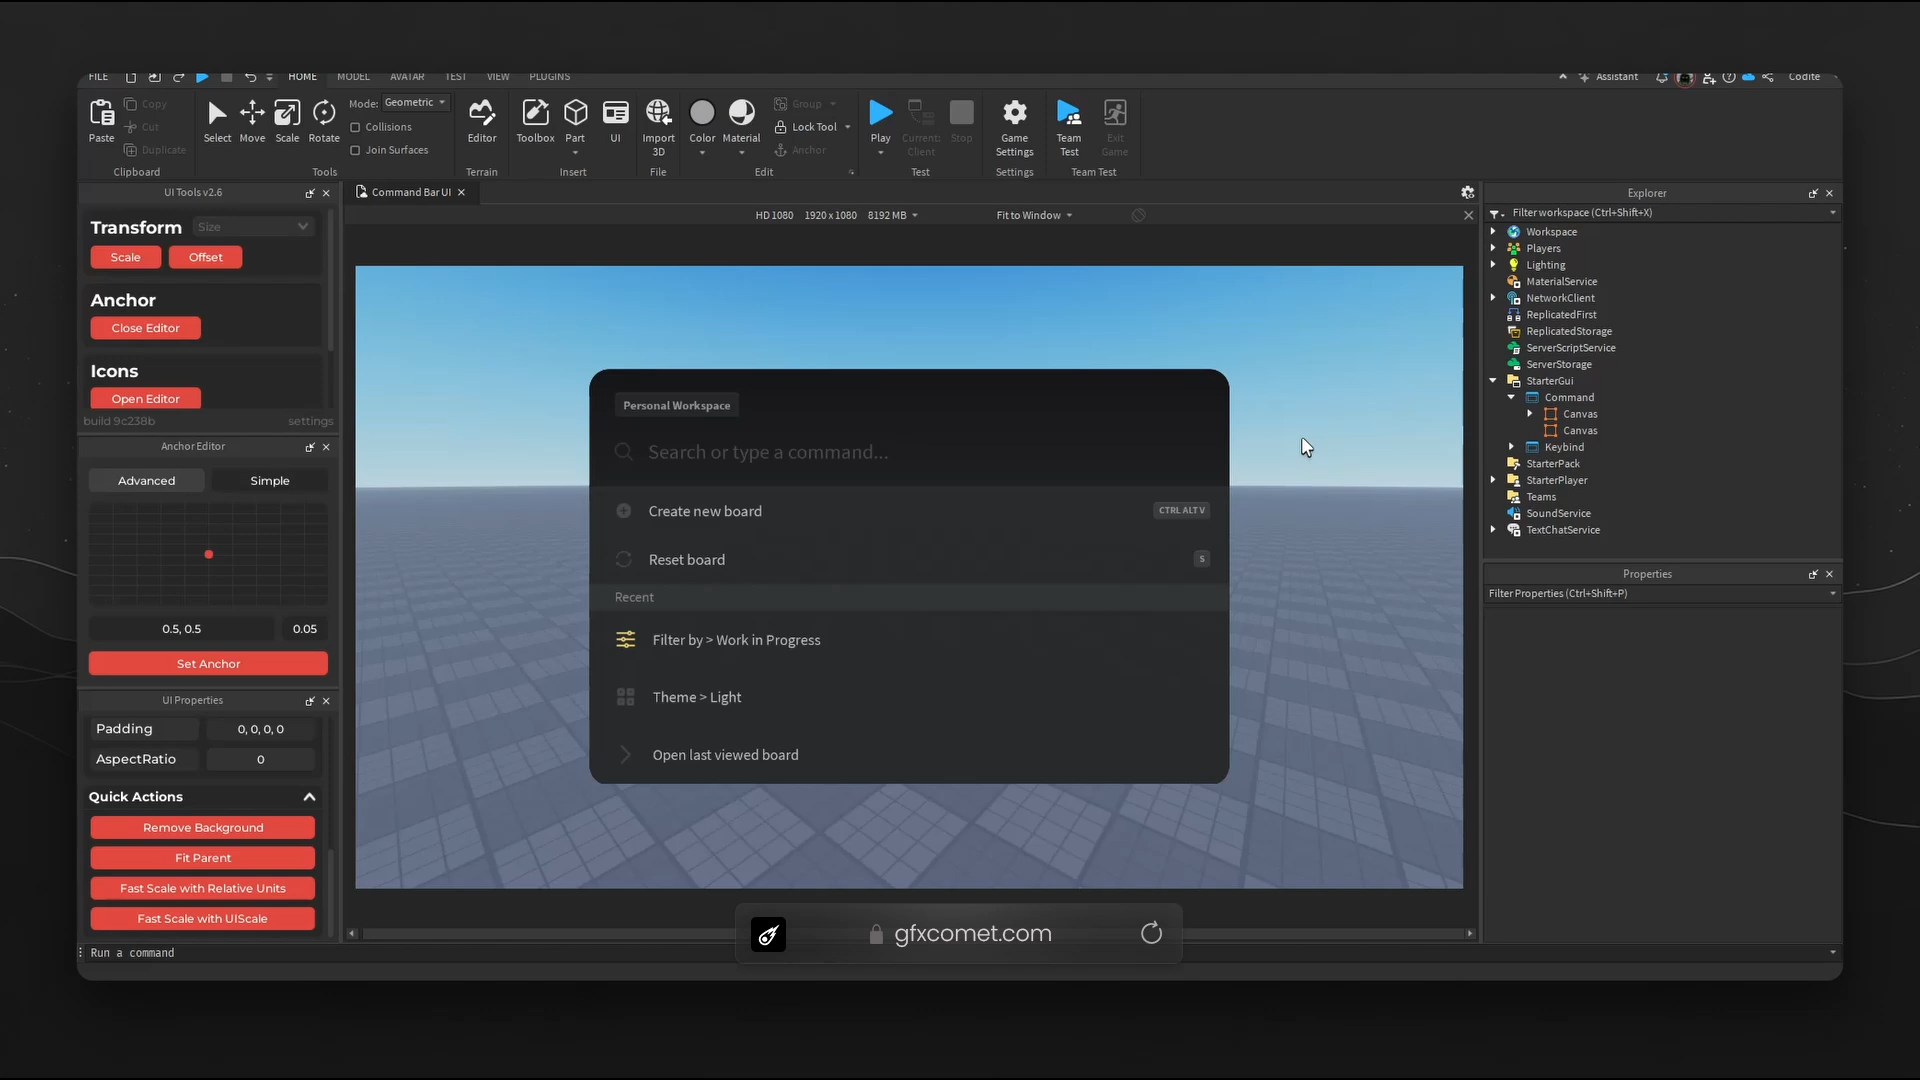 FILE
HOME
MODEL
AVATAR
TEST
VIEW
PLUGINS
Assistant
Codite
Paste
Copy
Cut
Duplicate
Clipboard
Select
Move
Scale
Rotate
Mode: Geometric
Collisions
Join Surfaces
Tools
Editor
Terrain
Toolbox
Part
UI
Insert
Import
3D
File
Color
Material
Group
Lock Tool
Anchor
Edit
Play
Current:
Client
Stop
Test
Game
Settings
Settings
Team
Test
Exit
Game
Team Test
UI Tools v2.6
Transform
Size
Scale
Offset
Anchor
Close Editor
Icons
Open Editor
build 9c238b
settings
Anchor Editor
Advanced
Simple
0.5, 0.5
0.05
Set Anchor
UI Properties
Padding
0, 0, 0, 0
AspectRatio
0
Quick Actions
Remove Background
Fit Parent
Fast Scale with Relative Units
Fast Scale with UIScale
Command Bar UI
HD 1080
1920 x 1080
8192 MB
Fit to Window
Personal Workspace
Search or type a command...
Create new board
CTRL ALT V
Reset board
S
Recent
Filter by > Work in Progress
Theme > Light
Open last viewed board
gfxcomet.com
Explorer
Filter workspace (Ctrl+Shift+X)
Workspace
Players
Lighting
MaterialService
NetworkClient
ReplicatedFirst
ReplicatedStorage
ServerScriptService
ServerStorage
StarterGui
Command
Canvas
Canvas
Keybind
StarterPack
StarterPlayer
Teams
SoundService
TextChatService
Properties
Filter Properties (Ctrl+Shift+P)
Run a command